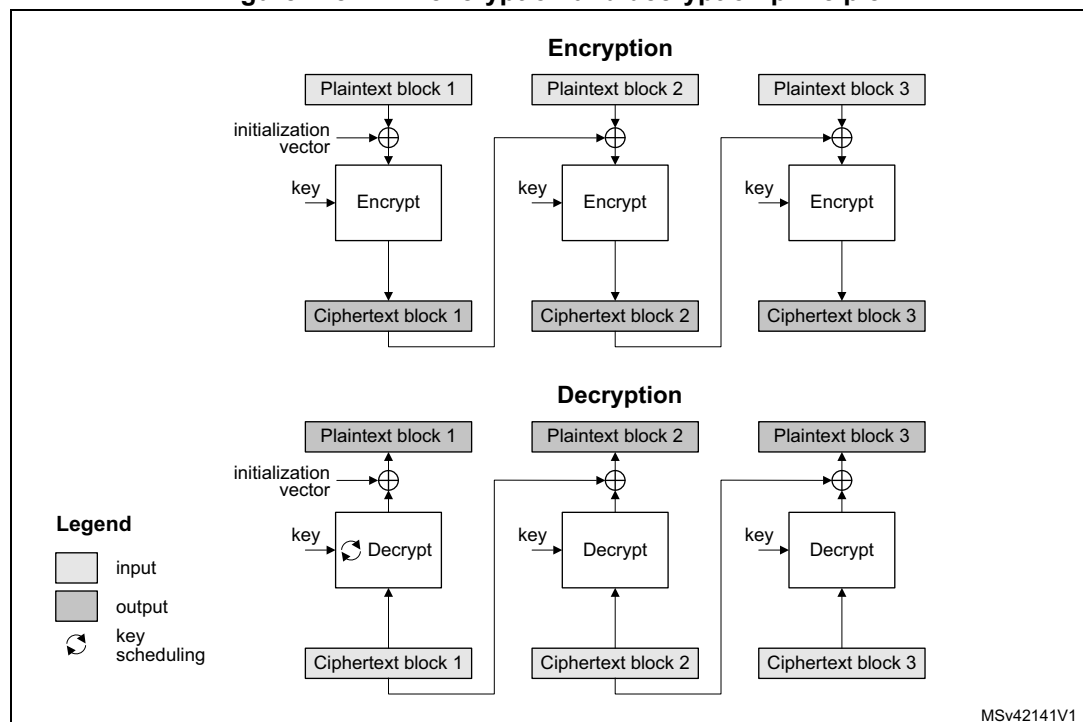 Encryption
Plaintext block 1
Plaintext block 2
Plaintext block 3
initialization
vector
key
Encrypt
key
Encrypt
key
Encrypt
Ciphertext block 1
Ciphertext block 2
Ciphertext block 3
Decryption
Plaintext block 1
Plaintext block 2
Plaintext block 3
initialization
vector
Legend
key
Decrypt
key
Decrypt
key
Decrypt
input
output
key
scheduling
Ciphertext block 1
Ciphertext block 2
Ciphertext block 3
MSv42141V1